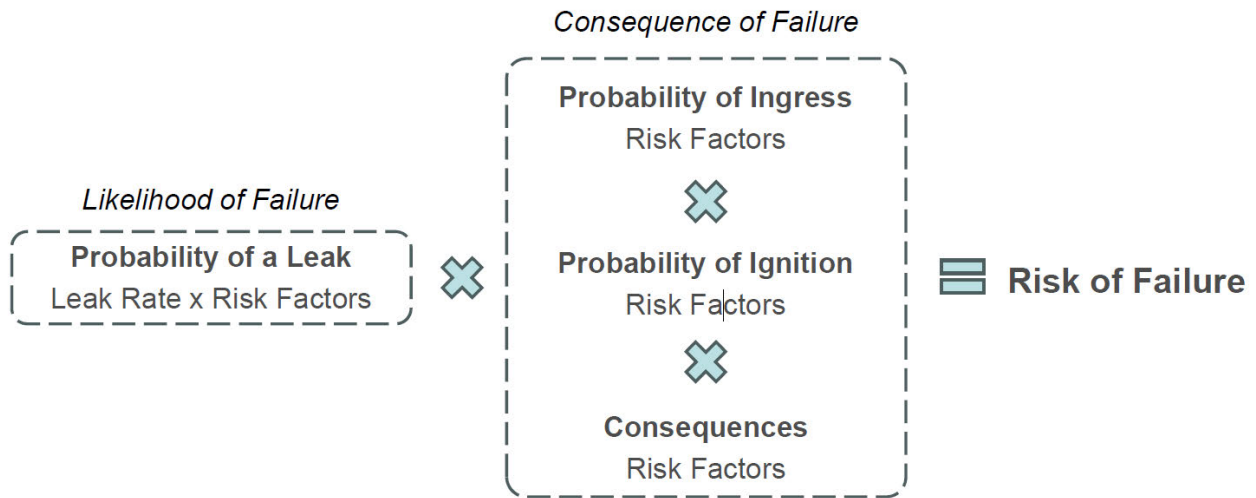 Consequence of Failure
Probability of Ingress
Risk Factors
Likelihood of Failure
Probability of a Leak
Leak Rate x Risk Factors
Probability of Ignition
Risk Factors
Consequences
Risk Factors
Risk of Failure